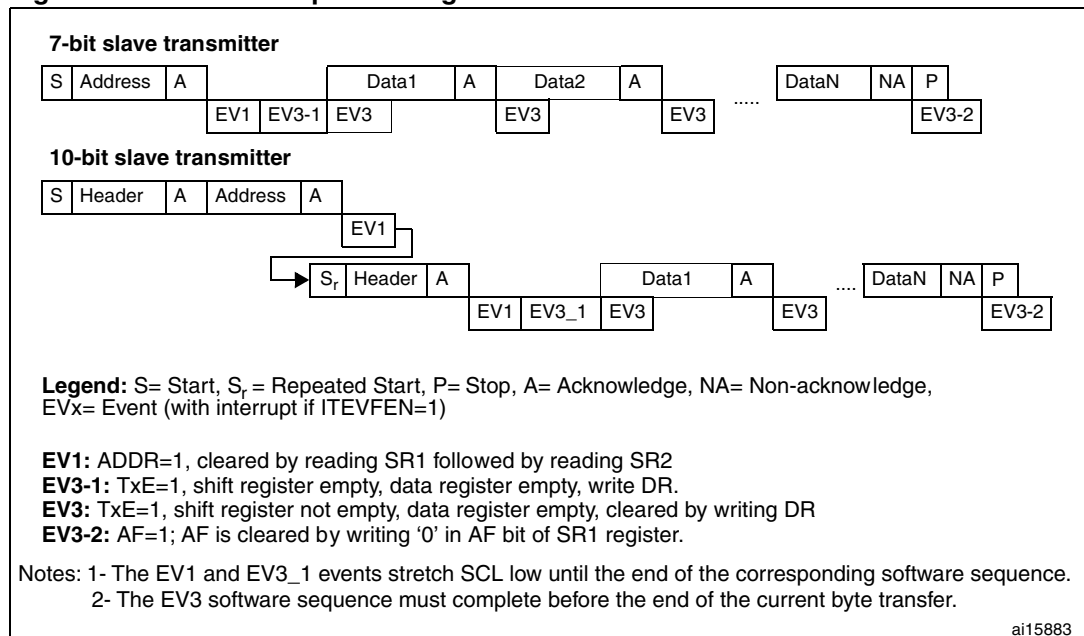 7-bit slave transmitter
S Address A Data1 A Data2 A ..... DataN NA P
EV1 EV3-1 EV3 EV3 EV3 EV3-2
10-bit slave transmitter
S Header A Address A
EV1
Sr Header A Data1 A .... DataN NA P
EV1 EV3_1 EV3 EV3 EV3-2
Legend: S= Start, Sr = Repeated Start, P= Stop, A= Acknowledge, NA= Non-acknowledge,
EVx= Event (with interrupt if ITEVFEN=1)
EV1: ADDR=1, cleared by reading SR1 followed by reading SR2
EV3-1: TxE=1, shift register empty, data register empty, write DR.
EV3: TxE=1, shift register not empty, data register empty, cleared by writing DR
EV3-2: AF=1; AF is cleared by writing ‘0’ in AF bit of SR1 register.
Notes: 1- The EV1 and EV3_1 events stretch SCL low until the end of the corresponding software sequence.
2- The EV3 software sequence must complete before the end of the current byte transfer.
ai15883